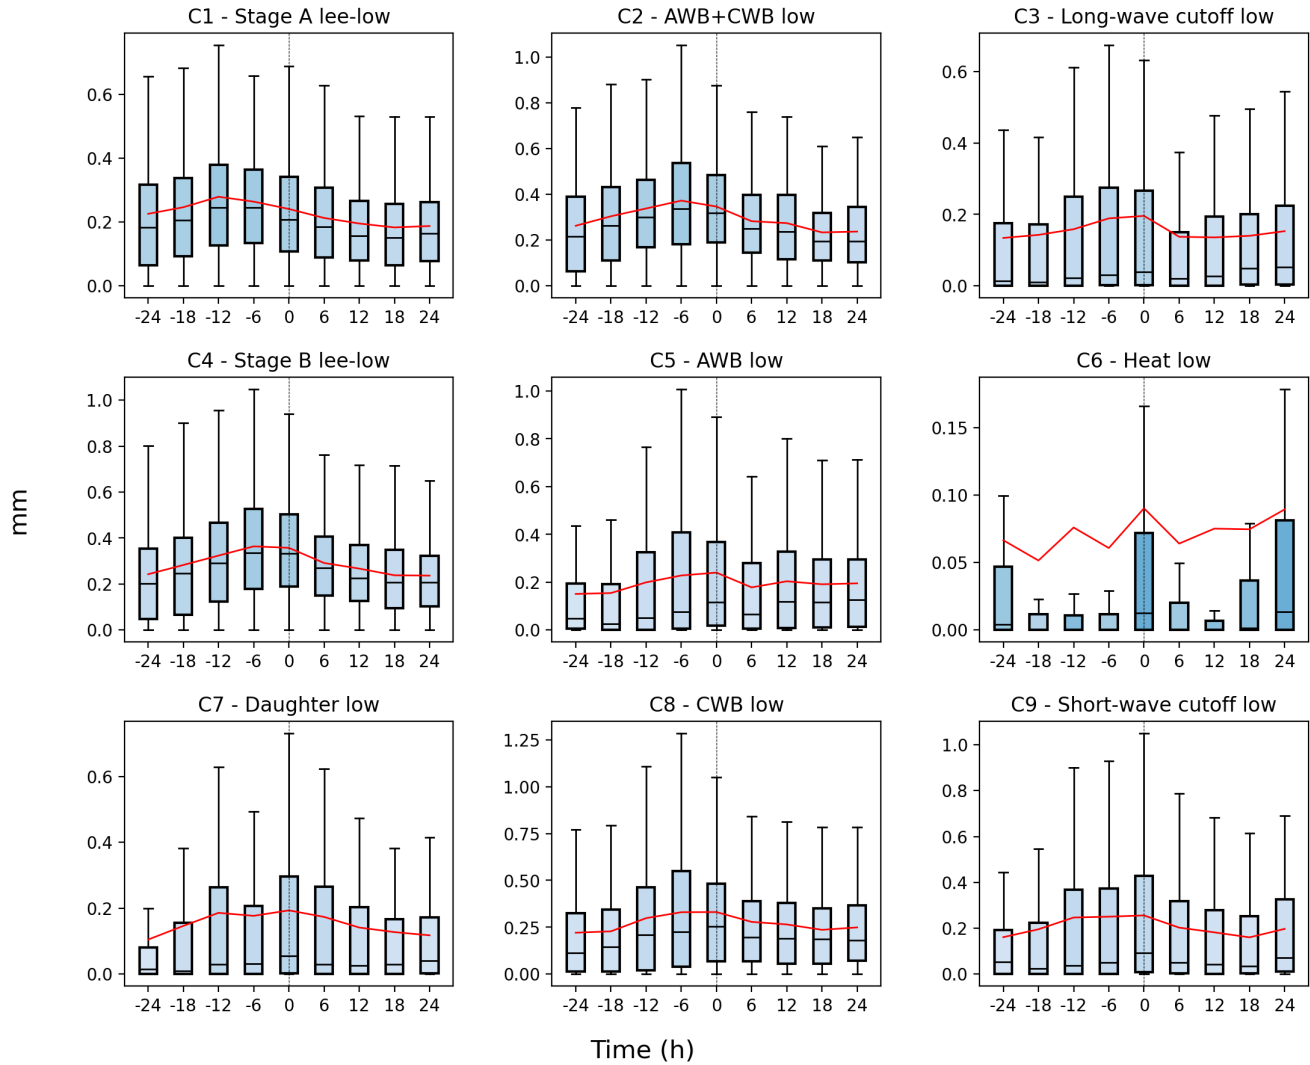 C1 - Stage A lee-low
C2 - AWB+CWB low
C3 - Long-wave cutoff low
0.6
0.4
0.2
0.0
-24 -18 -12 -6 0 6 12 18 24
1.0
0.8
0.6
0.4
0.2
0.0
-24 -18 -12 -6 0 6 12 18 24
0.6
0.4
0.2
0.0
-24 -18 -12 -6 0 6 12 18 24
C4 - Stage B lee-low
C5 - AWB low
C6 - Heat low
1.0
0.8
0.6
0.4
0.2
0.0
-24 -18 -12 -6 0 6 12 18 24
1.0
0.8
0.6
0.4
0.2
0.0
-24 -18 -12 -6 0 6 12 18 24
0.15
0.10
0.05
0.00
-24 -18 -12 -6 0 6 12 18 24
mm
C7 - Daughter low
C8 - CWB low
C9 - Short-wave cutoff low
0.6
0.4
0.2
0.0
-24 -18 -12 -6 0 6 12 18 24
1.25
1.00
0.75
0.50
0.25
0.00
-24 -18 -12 -6 0 6 12 18 24
1.0
0.8
0.6
0.4
0.2
0.0
-24 -18 -12 -6 0 6 12 18 24
Time (h)